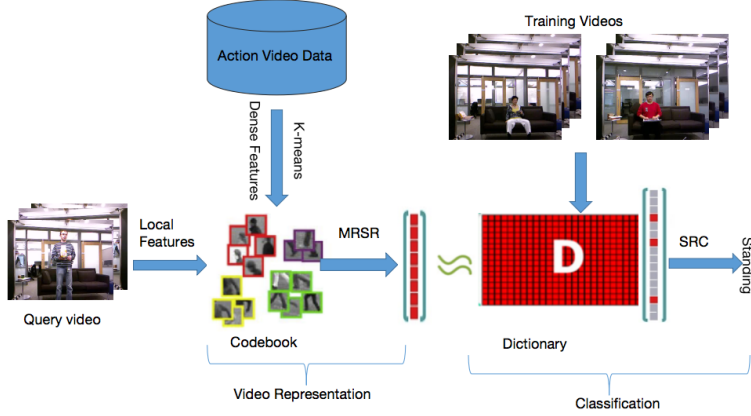 Training Videos
Action Video Data
Dense Features
K-means
Local
Features
MRSR
D
SRC
Standing
Query video
Codebook
Dictionary
Video Representation
Classification